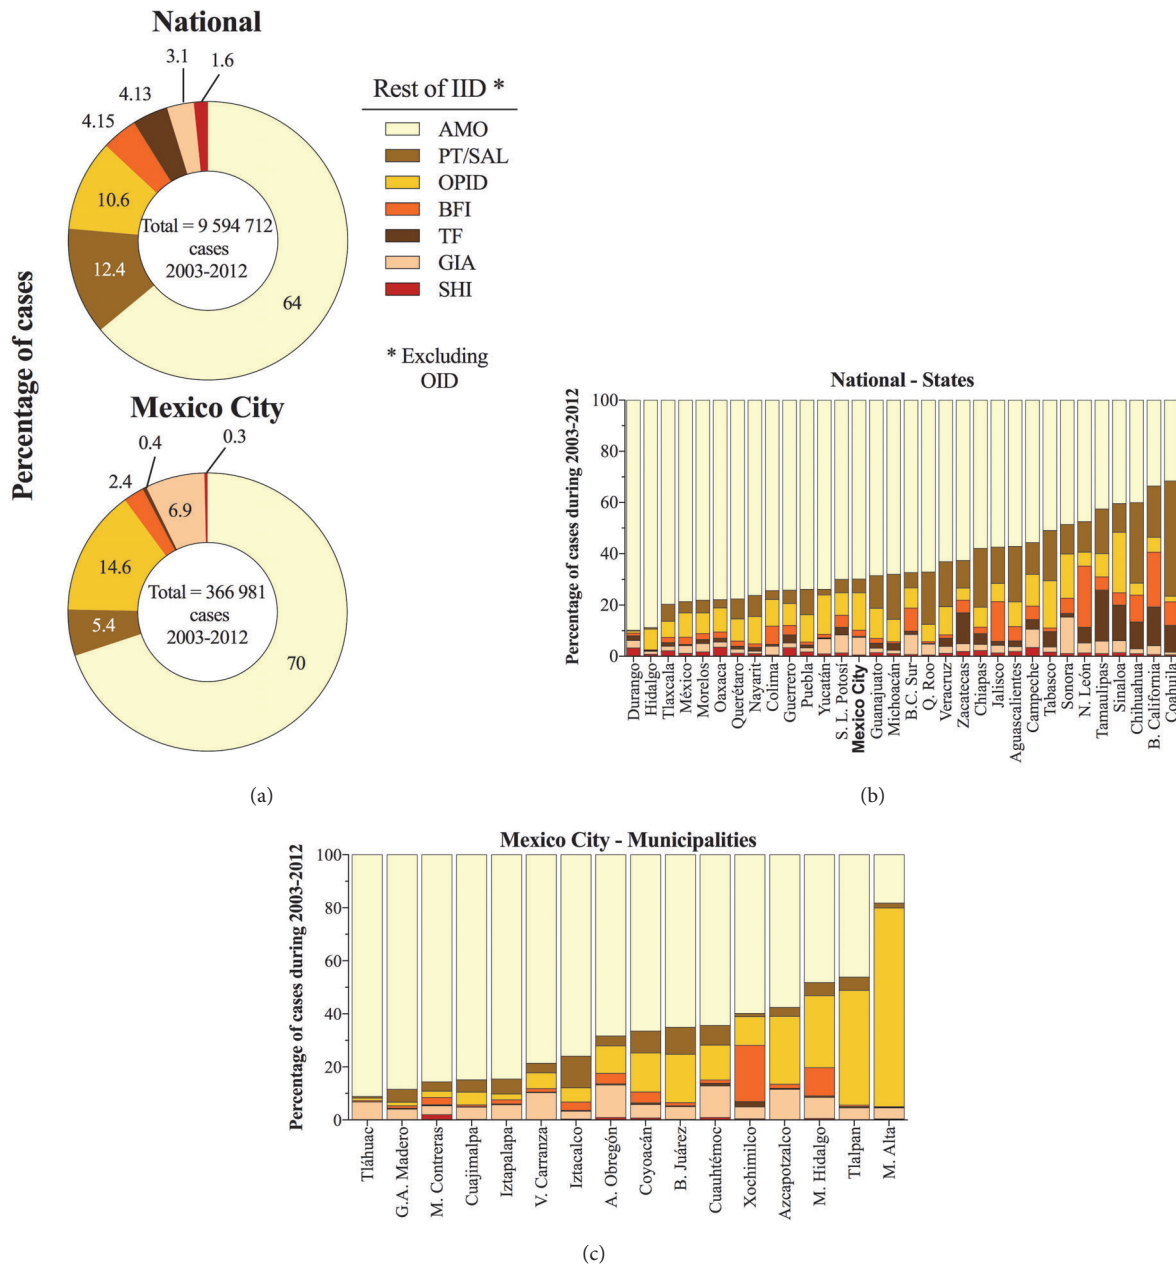 National
3.1
1.6
4.13
4.15
10.6
12.4
64
Total = 9 594 712
cases
2003-2012
Rest of IID *
AMO
PT/SAL
OPID
BFI
TF
GIA
SHI
* Excluding
OID
Percentage of cases
Mexico City
0.3
0.4
2.4
6.9
14.6
5.4
70
Total = 366 981
cases
2003-2012
(a)
National - States
Percentage of cases during 2003-2012
100
80
60
40
20
0
Durango
Hidalgo
Tlaxcala
México
Morelos
Oaxaca
Querétaro
Nayarit
Colima
Guerrero
Puebla
Yucatán
S. L. Potosí
Mexico City
Guanajuato
Michoacán
B.C. Sur
Q. Roo
Veracruz
Zacatecas
Chiapas
Jalisco
Aguascalientes
Campeche
Tabasco
Sonora
N. León
Tamaulipas
Sinaloa
Chihuahua
B. California
Coahuila
(b)
Mexico City - Municipalities
Percentage of cases during 2003-2012
100
80
60
40
20
0
Tláhuac
G.A. Madero
M. Contreras
Cuajimalpa
Iztapalapa
V. Carranza
Iztacalco
A. Obregón
Coyoacán
B. Juárez
Cuauhtémoc
Xochimilco
Azcapotzalco
M. Hidalgo
Tlalpan
M. Alta
(c)